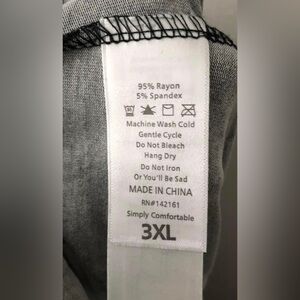 95% Rayon
5% Spandex
Machine Wash Cold
Gentle Cycle
Do Not Bleach
Hang Dry
Do Not Iron
Or You'll Be Sad
MADE IN CHINA
RN#142161
Simply Comfortable
3XL